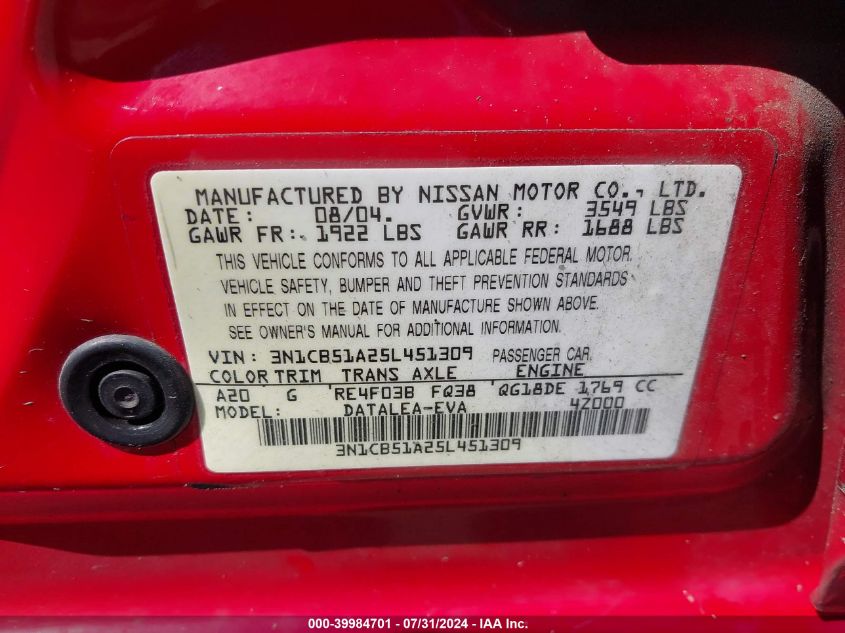 MANUFACTURED BY NISSAN MOTOR CO., LTD.
DATE: 08/04. GVWR: 3549 LBS
GAWR FR: 1922 LBS GAWR RR: 1688 LBS
THIS VEHICLE CONFORMS TO ALL APPLICABLE FEDERAL MOTOR
VEHICLE SAFETY, BUMPER AND THEFT PREVENTION STANDARDS
IN EFFECT ON THE DATE OF MANUFACTURE SHOWN ABOVE.
SEE OWNER'S MANUAL FOR ADDITIONAL INFORMATION.
VIN: 3N1CB51A25L451309 PASSENGER CAR
COLOR TRIM TRANS AXLE ENGINE
A20 G RE4F03B FQ38 QG18DE 1769 CC
MODEL: DATALEA-EVA 4Z000
3N1CB51A25L451309
000-39984701 - 07/31/2024 - IAA Inc.